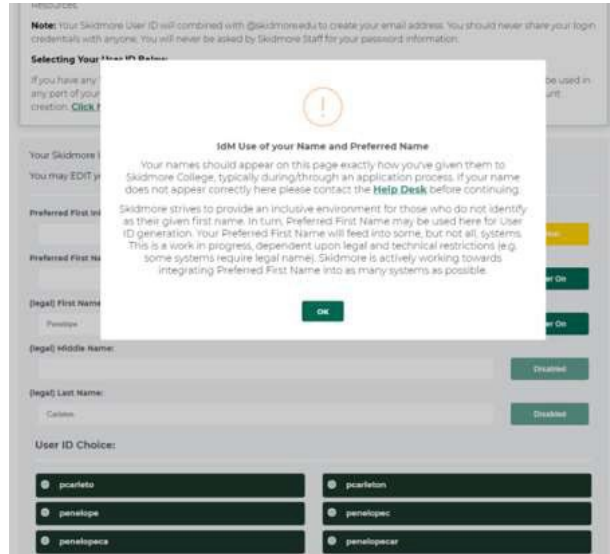 Resources.
Note: Your Skidmore User ID will combined with @skidmore.edu to create your email address. You should never share your login
credentials with anyone. You will never be asked by Skidmore Staff for your password information.
Selecting Your User ID Below:
If you have any be used in
any part of your
creation. Click
IdM Use of your Name and Preferred Name
Your names should appear on this page exactly how you've given them to
Skidmore College, typically during/through an application process. If your name
does not appear correctly here please contact the Help Desk before continuing.
Skidmore strives to provide an inclusive environment for those who do not identify
as their given first name. In turn, Preferred First Name may be used here for User
ID generation. Your Preferred First Name will feed into some, but not all, systems.
This is a work in progress, dependent upon legal and technical restrictions (e.g.
some systems require legal name). Skidmore is actively working towards
integrating Preferred First Name into as many systems as possible.
OK
Your Skidmore
You may EDIT
Preferred First
Preferred First
(legal) First Name
Penelope
On
(legal) Middle Name:
Disabled
(legal) Last Name:
Carleton
Disabled
User ID Choice:
pcarleto
pcarleton
penelope
penelopec
penelopeca
penelopecar